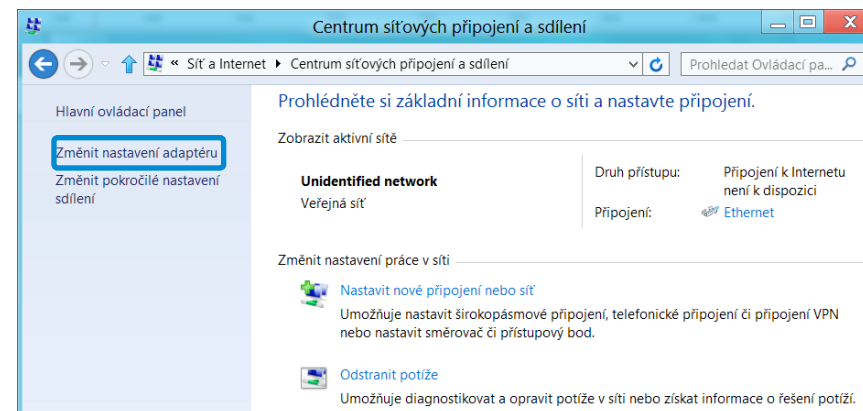 Centrum síťových připojení a sdílení
« Síť a Internet ▸ Centrum síťových připojení a sdílení
Prohledat Ovládací pa...
Hlavní ovládací panel
Změnit nastavení adaptéru
Změnit pokročilé nastavení
sdílení
Prohlédněte si základní informace o síti a nastavte připojení.
Zobrazit aktivní sítě
Unidentified network
Veřejná síť
Druh přístupu:
Připojení k Internetu
není k dispozici
Připojení:
Ethernet
Změnit nastavení práce v síti
Nastavit nové připojení nebo síť
Umožňuje nastavit širokopásmové připojení, telefonické připojení či připojení VPN
nebo nastavit směrovač či přístupový bod.
Odstranit potíže
Umožňuje diagnostikovat a opravit potíže v síti nebo získat informace o řešení potíží.